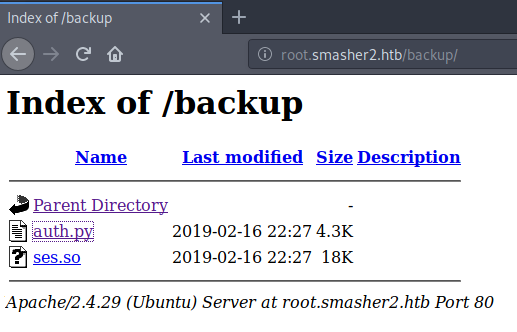 Index of /backup
root.smasher2.htb/backup/
Index of /backup
Name Last modified Size Description
Parent Directory -
auth.py 2019-02-16 22:27 4.3K
ses.so 2019-02-16 22:27 18K
Apache/2.4.29 (Ubuntu) Server at root.smasher2.htb Port 80